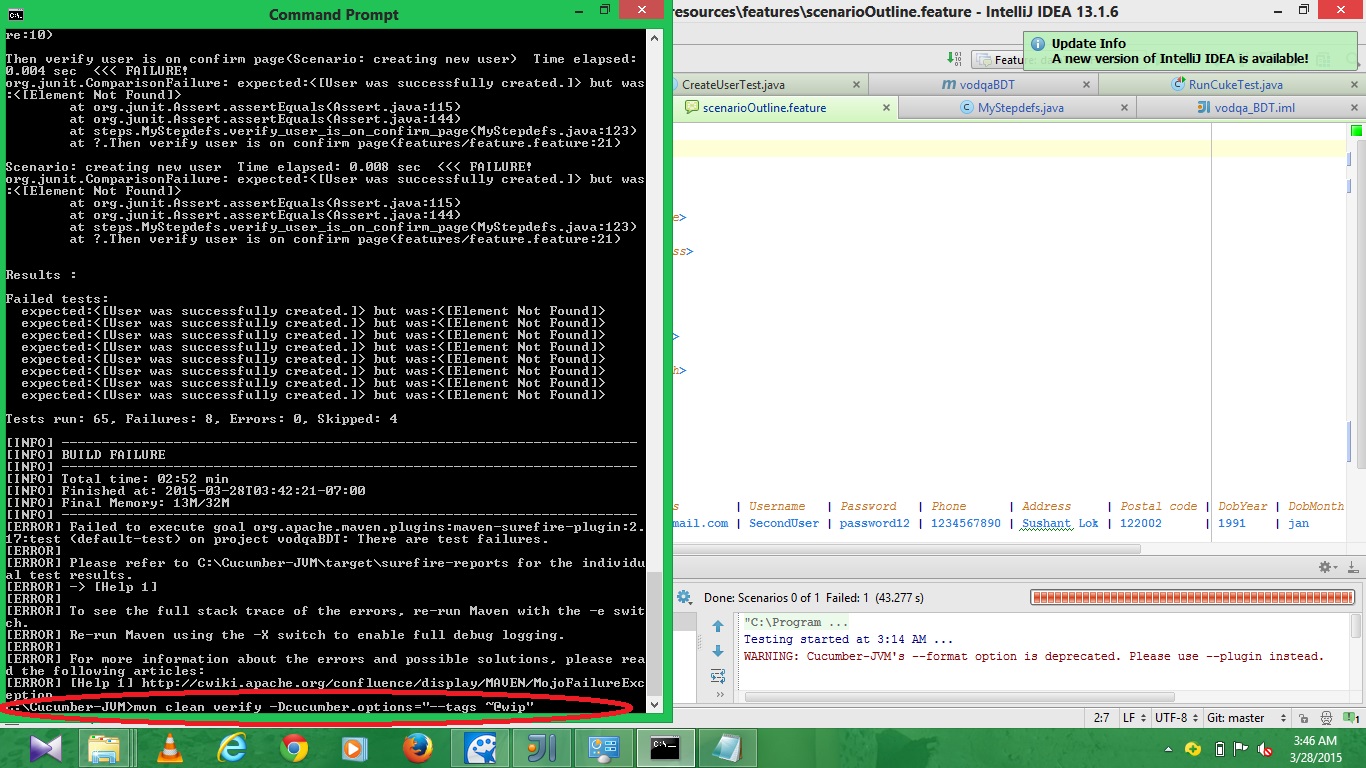 Command Prompt
re:10)
Then verify user is on confirm page(Scenario: creating new user)  Time elapsed:
0.004 sec  <<< FAILURE!
org.junit.ComparisonFailure: expected:<[User was successfully created.]> but was
:<[Element Not Found]>
at org.junit.Assert.assertEquals(Assert.java:115)
at org.junit.Assert.assertEquals(Assert.java:144)
at steps.MyStepdefs.verify_user_is_on_confirm_page(MyStepdefs.java:123)
at ?.Then verify user is on confirm page(features/feature.feature:21)
Scenario: creating new user  Time elapsed: 0.008 sec  <<< FAILURE!
org.junit.ComparisonFailure: expected:<[User was successfully created.]> but was
:<[Element Not Found]>
at org.junit.Assert.assertEquals(Assert.java:115)
at org.junit.Assert.assertEquals(Assert.java:144)
at steps.MyStepdefs.verify_user_is_on_confirm_page(MyStepdefs.java:123)
at ?.Then verify user is on confirm page(features/feature.feature:21)
Results :
Failed tests:
expected:<[User was successfully created.]> but was:<[Element Not Found]>
expected:<[User was successfully created.]> but was:<[Element Not Found]>
expected:<[User was successfully created.]> but was:<[Element Not Found]>
expected:<[User was successfully created.]> but was:<[Element Not Found]>
expected:<[User was successfully created.]> but was:<[Element Not Found]>
expected:<[User was successfully created.]> but was:<[Element Not Found]>
expected:<[User was successfully created.]> but was:<[Element Not Found]>
expected:<[User was successfully created.]> but was:<[Element Not Found]>
Tests run: 65, Failures: 8, Errors: 0, Skipped: 4
[INFO] ------------------------------------------------------------------------
[INFO] BUILD FAILURE
[INFO] ------------------------------------------------------------------------
[INFO] Total time: 02:52 min
[INFO] Finished at: 2015-03-28T03:42:21-07:00
[INFO] Final Memory: 13M/32M
[INFO] ------------------------------------------------------------------------
[ERROR] Failed to execute goal org.apache.maven.plugins:maven-surefire-plugin:2.
17:test (default-test) on project vodqaBDT: There are test failures.
[ERROR]
[ERROR] Please refer to C:\Cucumber-JVM\target\surefire-reports for the individu
al test results.
[ERROR] -> [Help 1]
[ERROR]
[ERROR] To see the full stack trace of the errors, re-run Maven with the -e swit
ch.
[ERROR] Re-run Maven using the -X switch to enable full debug logging.
[ERROR]
[ERROR] For more information about the errors and possible solutions, please rea
d the following articles:
[ERROR] [Help 1] http://cwiki.apache.org/confluence/display/MAVEN/MojoFailureExc
eption
:\Cucumber-JVM>mvn clean verify -Dcucumber.options="--tags ~@wip"
resources\features\scenarioOutline.feature - IntelliJ IDEA 13.1.6
Update Info
A new version of IntelliJ IDEA is available!
Feature:
CreateUserTest.java
vodqaBDT
RunCukeTest.java
scenarioOutline.feature
MyStepdefs.java
vodqa_BDT.iml
e>
ss>
>
h>
s | Username | Password | Phone | Address | Postal code | DobYear | DobMonth
mail.com | SecondUser | password12 | 1234567890 | Sushant Lok | 122002 | 1991 | jan
Done: Scenarios 0 of 1  Failed: 1  (43.277 s)
"C:\Program ...
Testing started at 3:14 AM ...
WARNING: Cucumber-JVM's --format option is deprecated. Please use --plugin instead.
2:7 LF UTF-8 Git: master 1
3:46 AM
3/28/2015